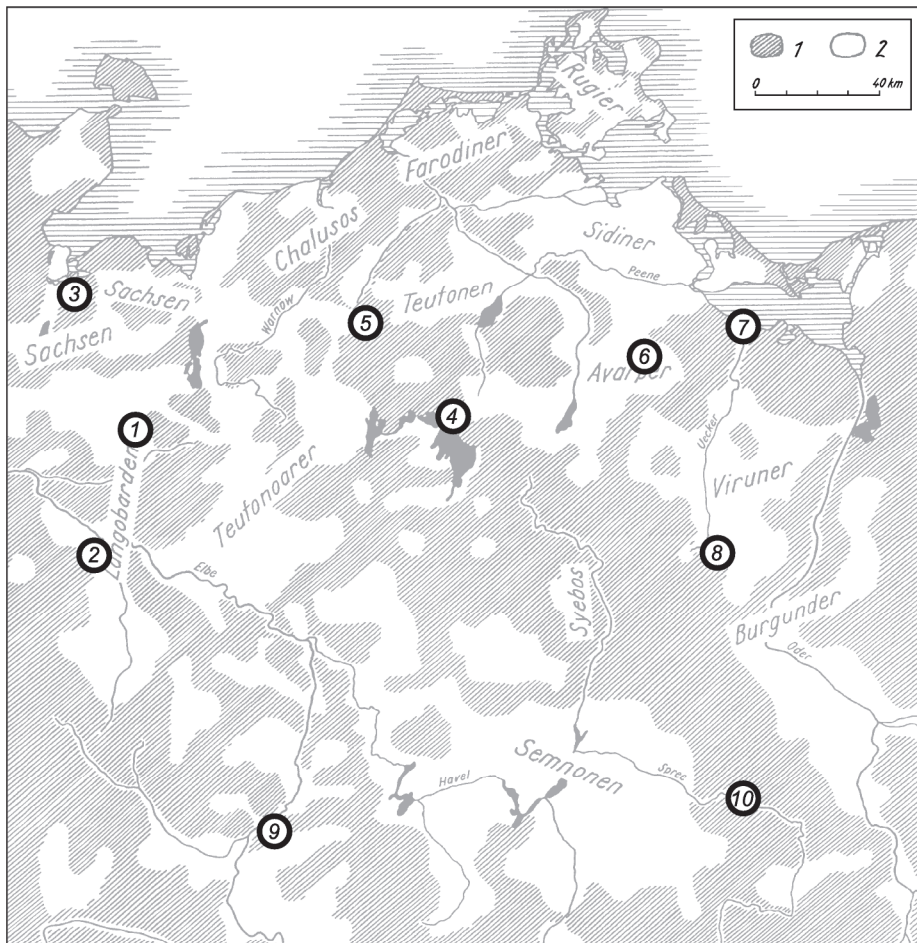 1 2
0 40 km
Rugier
Farodiner
Chalusos
Sidiner
Peene
3
Sachsen
Sachsen
Warnow
5
Teutonen
7
6
Avarper
4
1
Uecker
Langobarden
Teutonoarer
Viruner
2
8
Elbe
Syebos
Burgunder
Oder
Semnonen
Spree
Havel
10
9